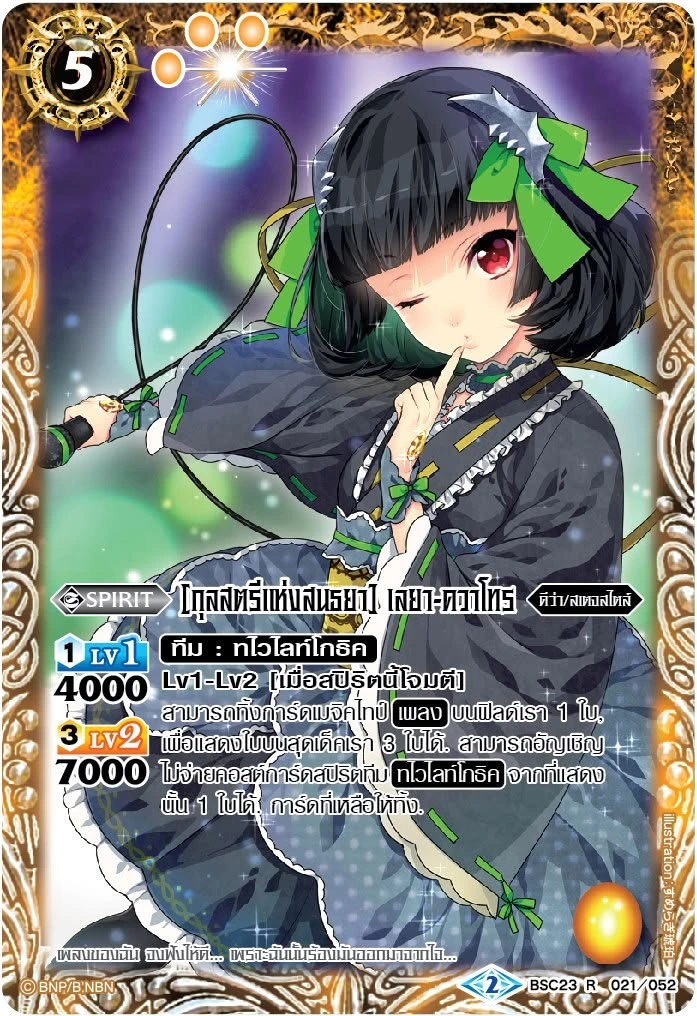 5
SPIRIT [กุลสตรีแห่งสนธยา] เลยา-ควาโทร ดีว่า/สเตอส์ไตส์
1 LV1 4000
3 LV2 7000
ทีม : ทไวไลท์โกธิค
Lv1-Lv2 [เมื่อสปิริตนี้โจมตี]
สามารถทิ้งการ์ดเมจิคไทป์ เพลง บนฟิลด์เรา 1 ใบ,
เพื่อแสดงใบบนสุดเด็คเรา 3 ใบได้. สามารถอัญเชิญ
ไม่จ่ายคอสต์การ์ดสปิริตทีม ทไวไลท์โกธิค จากที่แสดง
นั้น 1 ใบได้. การ์ดที่เหลือให้ทิ้ง.
illustration:すめらぎ琥珀
เพลงของฉัน จงฟังให้ดี... เพราะฉันนั้นร้องมันออกมาจากใจ...
©BNP/B,NBN
2 BSC23 R 021/052